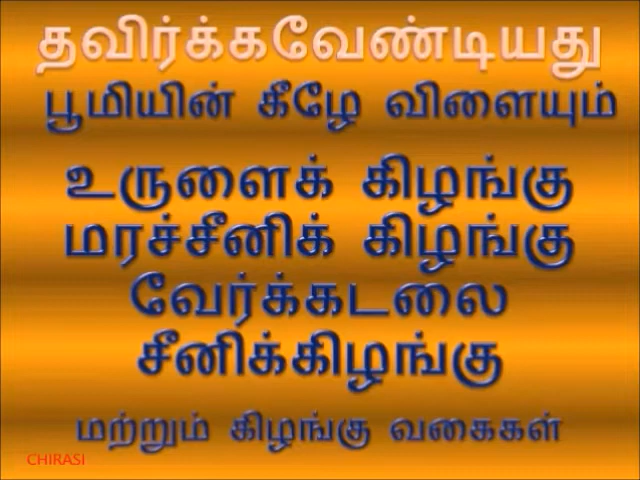 தவிர்க்கவேண்டியது
பூமியின் கீழே விளையும்
உருளைக் கிழங்கு
மரச்சீனிக் கிழங்கு
வேர்க்கடலை
சீனிக்கிழங்கு
மற்றும் கிழங்கு வகைகள்
CHIRASI